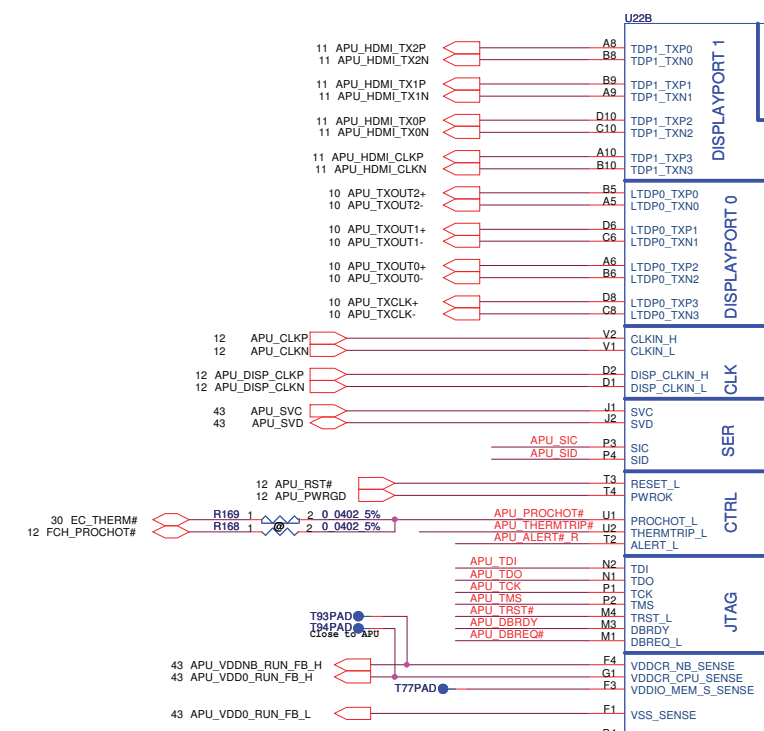 U22B
11 APU_HDMI_TX2P A8 TDP1_TXP0
11 APU_HDMI_TX2N B8 TDP1_TXN0
11 APU_HDMI_TX1P B9 TDP1_TXP1
11 APU_HDMI_TX1N A9 TDP1_TXN1
11 APU_HDMI_TX0P D10 TDP1_TXP2
11 APU_HDMI_TX0N C10 TDP1_TXN2
11 APU_HDMI_CLKP A10 TDP1_TXP3
11 APU_HDMI_CLKN B10 TDP1_TXN3
DISPLAYPORT 1
10 APU_TXOUT2+ B5 LTDP0_TXP0
10 APU_TXOUT2- A5 LTDP0_TXN0
10 APU_TXOUT1+ D6 LTDP0_TXP1
10 APU_TXOUT1- C6 LTDP0_TXN1
10 APU_TXOUT0+ A6 LTDP0_TXP2
10 APU_TXOUT0- B6 LTDP0_TXN2
10 APU_TXCLK+ D8 LTDP0_TXP3
10 APU_TXCLK- C8 LTDP0_TXN3
DISPLAYPORT 0
12 APU_CLKP V2 CLKIN_H
12 APU_CLKN V1 CLKIN_L
12 APU_DISP_CLKP D2 DISP_CLKIN_H
12 APU_DISP_CLKN D1 DISP_CLKIN_L
CLK
43 APU_SVC J1 SVC
43 APU_SVD J2 SVD
APU_SIC P3 SIC
APU_SID P4 SID
SER
12 APU_RST# T3 RESET_L
12 APU_PWRGD T4 PWROK
30 EC_THERM# R169 1 2 0_0402_5% APU_PROCHOT# U1 PROCHOT_L
12 FCH_PROCHOT# R168 1 @ 2 0_0402_5% APU_THERMTRIP# U2 THERMTRIP_L
APU_ALERT#_R T2 ALERT_L
CTRL
APU_TDI N2 TDI
APU_TDO N1 TDO
APU_TCK P1 TCK
APU_TMS P2 TMS
APU_TRST# M4 TRST_L
APU_DBRDY M3 DBRDY
APU_DBREQ# M1 DBREQ_L
JTAG
T93PAD
T94PAD
Close to APU
43 APU_VDDNB_RUN_FB_H F4 VDDCR_NB_SENSE
43 APU_VDD0_RUN_FB_H G1 VDDCR_CPU_SENSE
T77PAD F3 VDDIO_MEM_S_SENSE
43 APU_VDD0_RUN_FB_L F1 VSS_SENSE